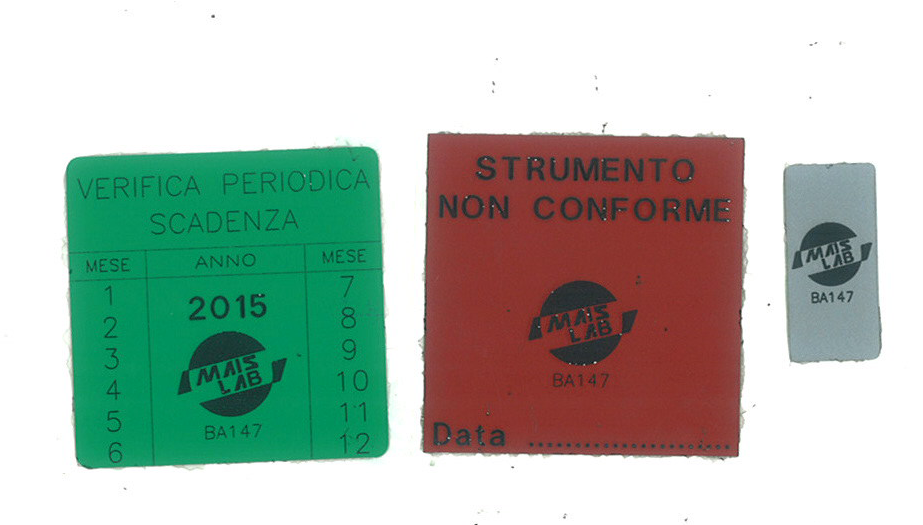 VERIFICA PERIODICA
SCADENZA
MESE ANNO MESE
1 7
2015
2 8
3 9
4 10
5 11
6 12
MAIS
LAB
BA147
STRUMENTO
NON CONFORME
MAIS
LAB
BA147
Data ........................
MAIS
LAB
BA147